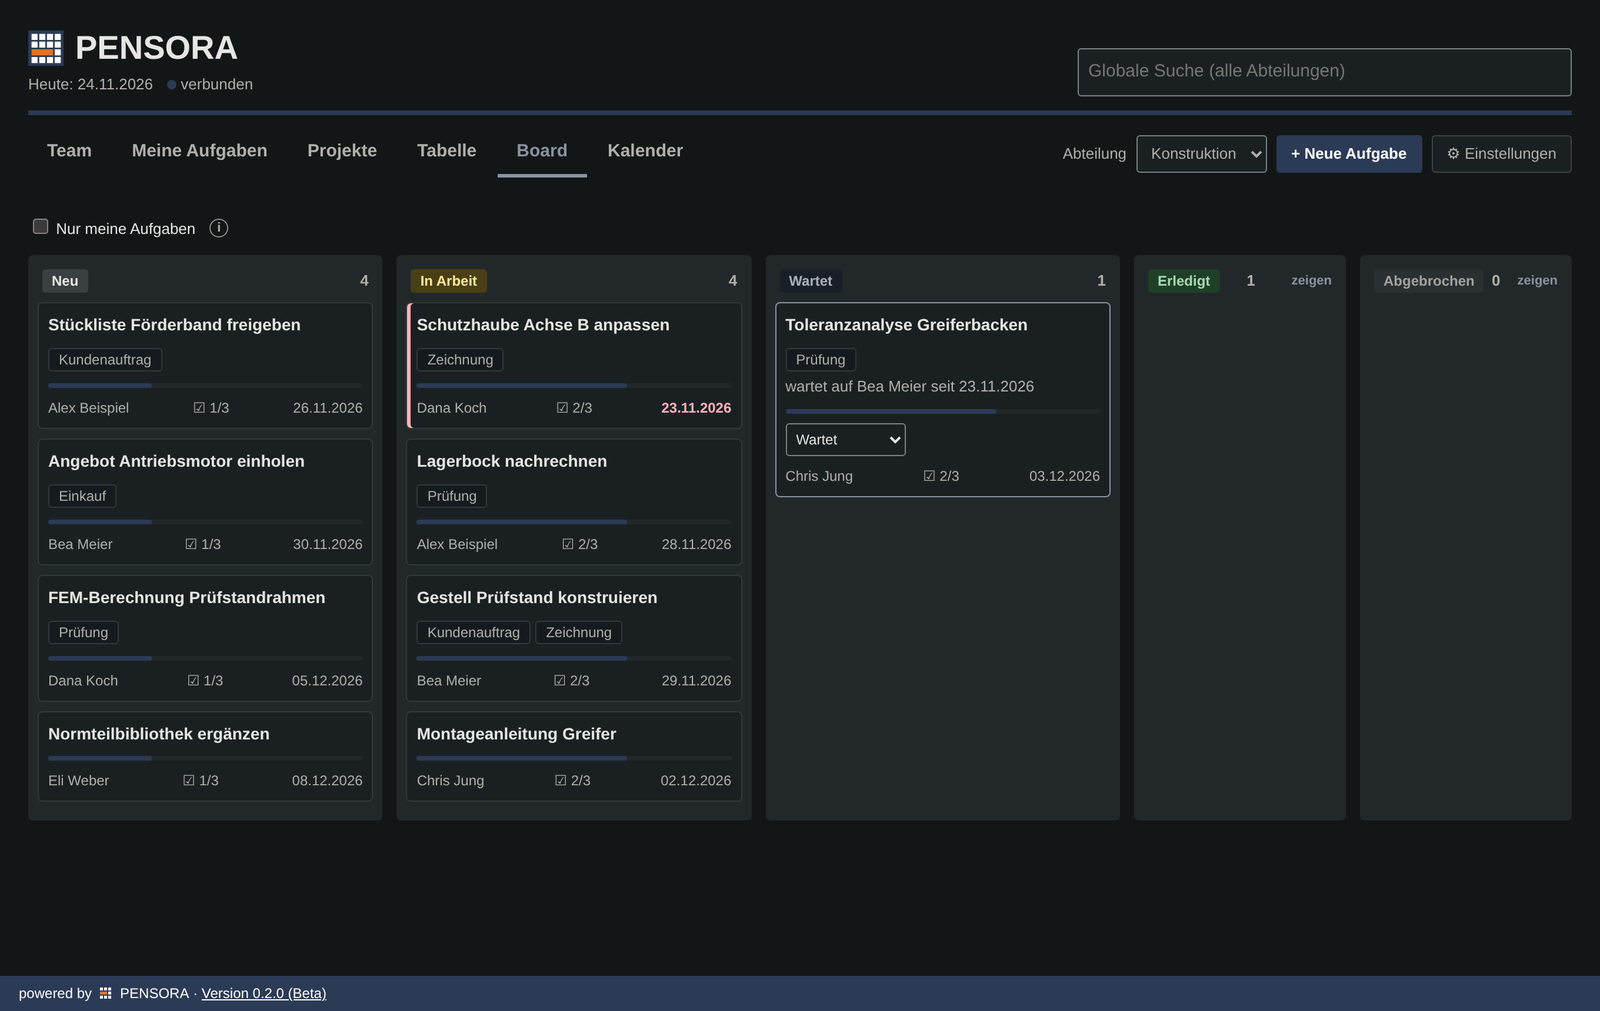 PENSORA
Heute: 24.11.2026 verbunden
Globale Suche (alle Abteilungen)
Team Meine Aufgaben Projekte Tabelle Board Kalender
Abteilung Konstruktion + Neue Aufgabe ⚙ Einstellungen
Nur meine Aufgaben i
Neu 4
Stückliste Förderband freigeben
Kundenauftrag
Alex Beispiel ☑ 1/3 26.11.2026
Angebot Antriebsmotor einholen
Einkauf
Bea Meier ☑ 1/3 30.11.2026
FEM-Berechnung Prüfstandrahmen
Prüfung
Dana Koch ☑ 1/3 05.12.2026
Normteilbibliothek ergänzen
Eli Weber ☑ 1/3 08.12.2026
In Arbeit 4
Schutzhaube Achse B anpassen
Zeichnung
Dana Koch ☑ 2/3 23.11.2026
Lagerbock nachrechnen
Prüfung
Alex Beispiel ☑ 2/3 28.11.2026
Gestell Prüfstand konstruieren
Kundenauftrag Zeichnung
Bea Meier ☑ 2/3 29.11.2026
Montageanleitung Greifer
Chris Jung ☑ 2/3 02.12.2026
Wartet 1
Toleranzanalyse Greiferbacken
Prüfung
wartet auf Bea Meier seit 23.11.2026
Wartet
Chris Jung ☑ 2/3 03.12.2026
Erledigt 1 zeigen
Abgebrochen 0 zeigen
powered by PENSORA · Version 0.2.0 (Beta)